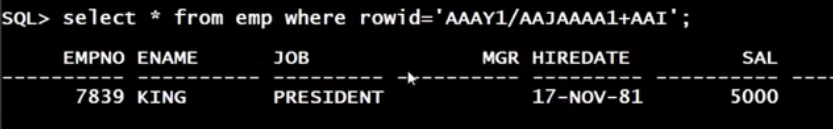 SQL> select * from emp where rowid='AAAY1/AAJAAAA1+AAI';
EMPNO ENAME JOB MGR HIREDATE SAL
---------- ---------- --------- ---------- --------- ---------- ----
7839 KING PRESIDENT 17-NOV-81 5000